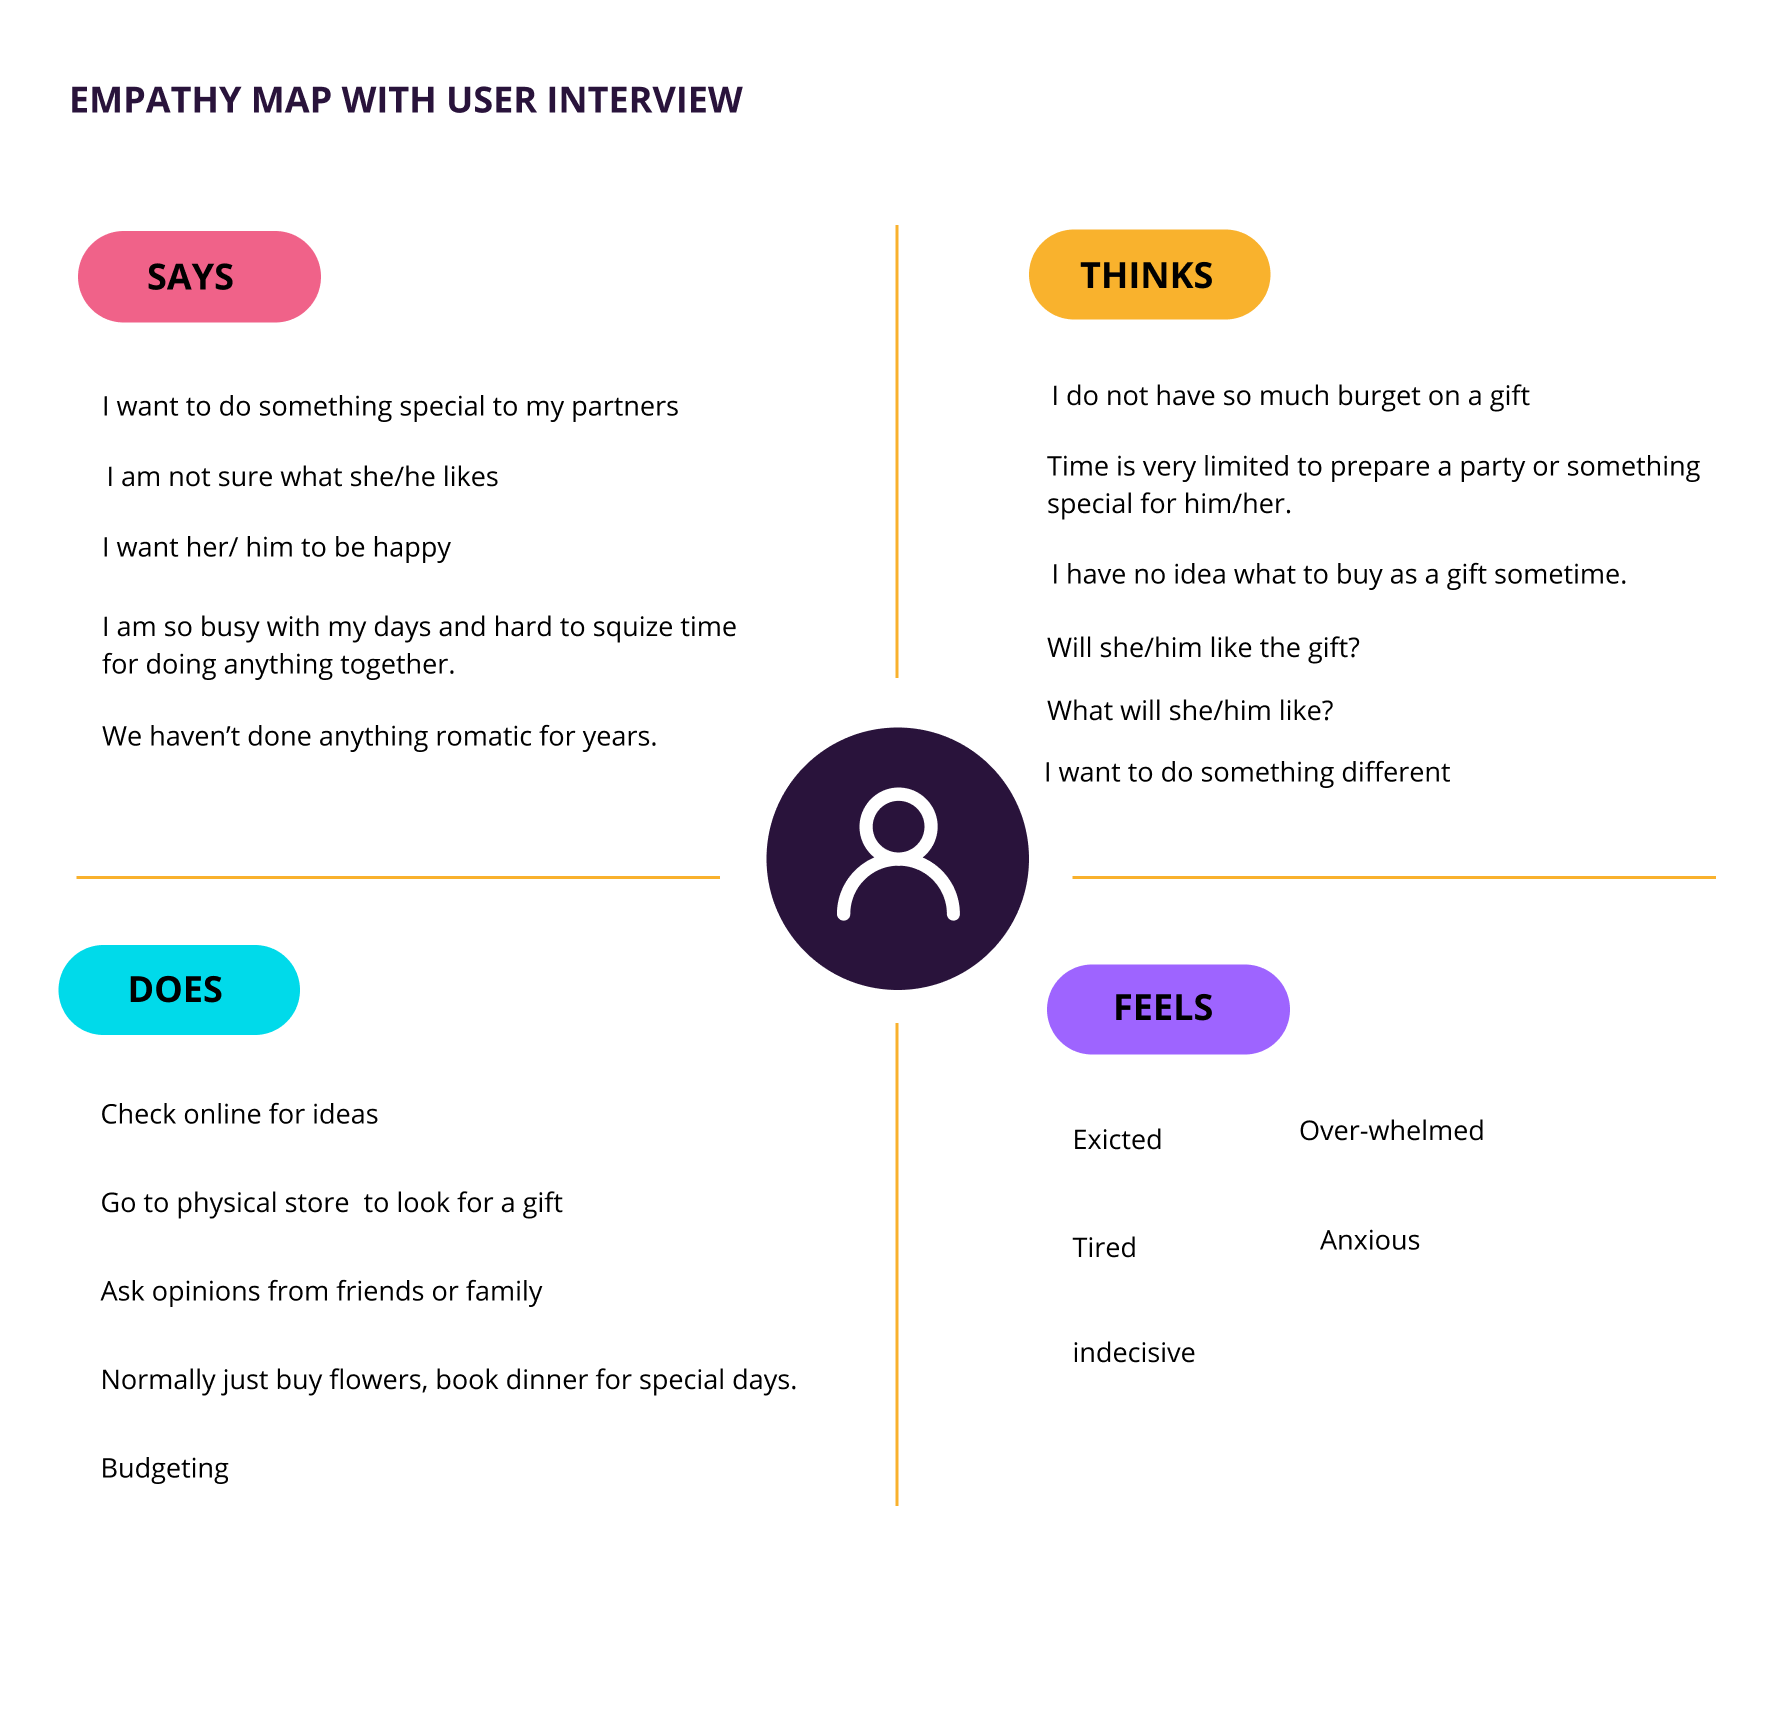 EMPATHY MAP WITH USER INTERVIEW
SAYS
I want to do something special to my partners
I am not sure what she/he likes
I want her/ him to be happy
I am so busy with my days and hard to squize time
for doing anything together.
We haven’t done anything romatic for years.
THINKS
I do not have so much burget on a gift
Time is very limited to prepare a party or something
special for him/her.
I have no idea what to buy as a gift sometime.
Will she/him like the gift?
What will she/him like?
I want to do something different
DOES
Check online for ideas
Go to physical store  to look for a gift
Ask opinions from friends or family
Normally just buy flowers, book dinner for special days.
Budgeting
FEELS
Exicted
Over-whelmed
Tired
Anxious
indecisive